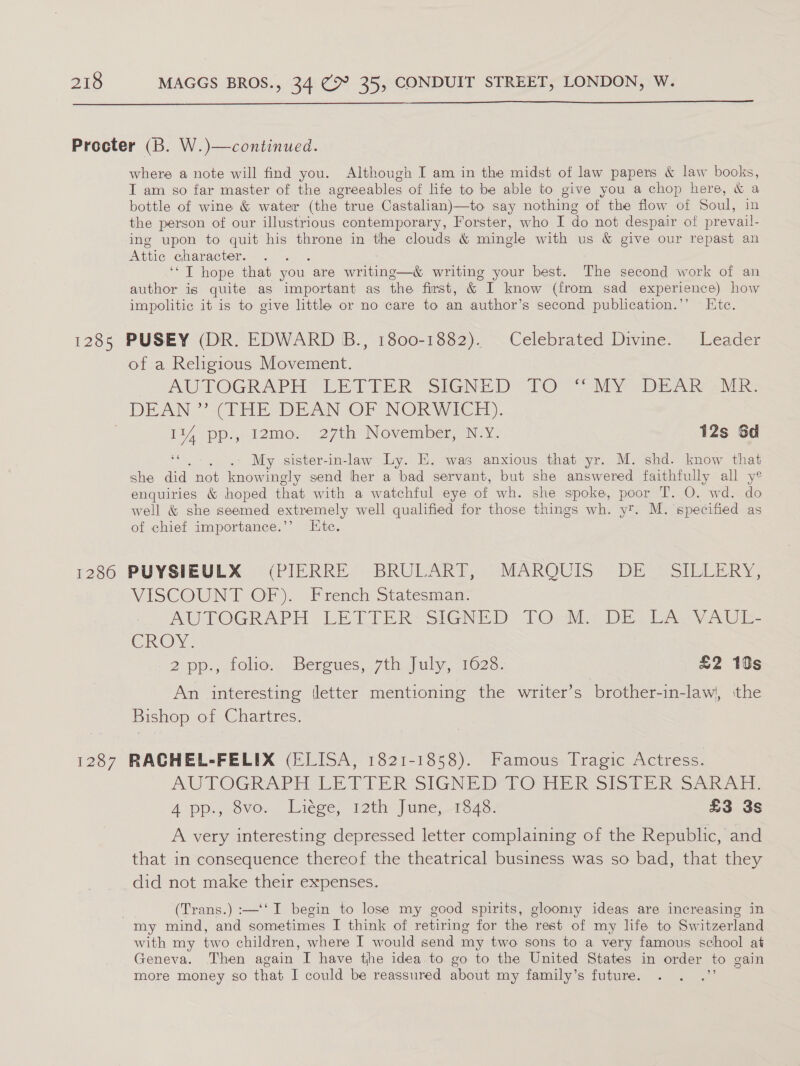 218 MAGGS BROS., 34 & 35, CONDUIT STREET, LONDON, W.
Procter (B. W.)—continued.
where a note will find you. Although I am in the midst of law papers & law books,
I am so far master of the agreeables of life to be able to give you a chop here, & a
bottle of wine & water (the true Castalian)—to say nothing of the flow of Soul, in
the person of our illustrious contemporary, Forster, who I do not despair of prevail-
ing upon to quit his throne in the clouds & mingle with us & give our repast an
Attic character. . . .
“I hope that you are writing—& writing your best. The second work of an
author is quite as important as the first, & I know (from sad experience) how
impolitic it is to give little or no care to an author’s second publication.” Etc.
1285 PUSEY (DR. EDWARD B., 1800-1882). Celebrated Divine. Leader
of a Religious Movement.
AUTOGRAPH LETTER SIGNED TO “MY DEAR MR.
DEAN” (THE DEAN OF NORWICH).
1¼ pp., 12mo. 27th November, N.Y. 12s 6d
“. . . My sister-in-law Ly. E. was anxious that yr. M. shd. know that
she did not knowingly send her a bad servant, but she answered faithfully all yᵉ
enquiries & hoped that with a watchful eye of wh. she spoke, poor T. O. wd. do
well & she seemed extremely well qualified for those things wh. yʳ. M. specified as
of chief importance.” Etc.
1286 PUYSIEULX (PIERRE BRULART, MARQUIS DE SILLERY,
VISCOUNT OF). French Statesman.
AUTOGRAPH LETTER SIGNED TO M. DE LA VAUL-
CROY.
2 pp., folio. Bergues, 7th July, 1628. £2 10s
An interesting letter mentioning the writer’s brother-in-law, the
Bishop of Chartres.
1287 RACHEL-FELIX (ELISA, 1821-1858). Famous Tragic Actress.
AUTOGRAPH LETTER SIGNED TO HER SISTER SARAH.
4 pp., 8vo. Liége, 12th June, 1848. £3 3s
A very interesting depressed letter complaining of the Republic, and
that in consequence thereof the theatrical business was so bad, that they
did not make their expenses.
(Trans.) :—“I begin to lose my good spirits, gloomy ideas are increasing in
my mind, and sometimes I think of retiring for the rest of my life to Switzerland
with my two children, where I would send my two sons to a very famous school at
Geneva. Then again I have the idea to go to the United States in order to gain
more money so that I could be reassured about my family’s future. . . .”